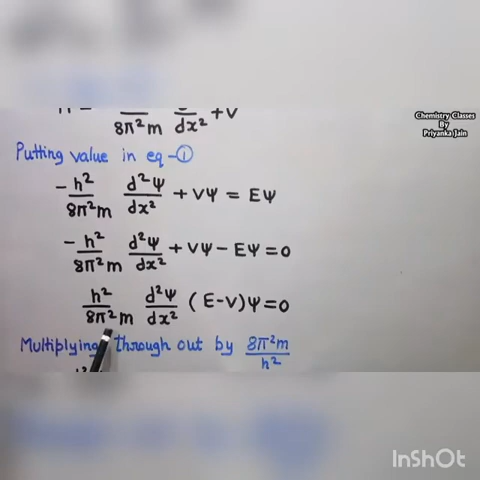 8π²m dx² +V
Chemistry Classes
By
Priyanka Jain
Putting value in eq-①
-h²/8π²m d²Ψ/dx² + VΨ = EΨ
-h²/8π²m d²Ψ/dx² + VΨ - EΨ = 0
h²/8π²m d²Ψ/dx² (E-V)Ψ = 0
Multiplying through out by 8π²m/h²
InShOt